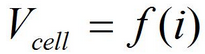 V_cell = f(i)